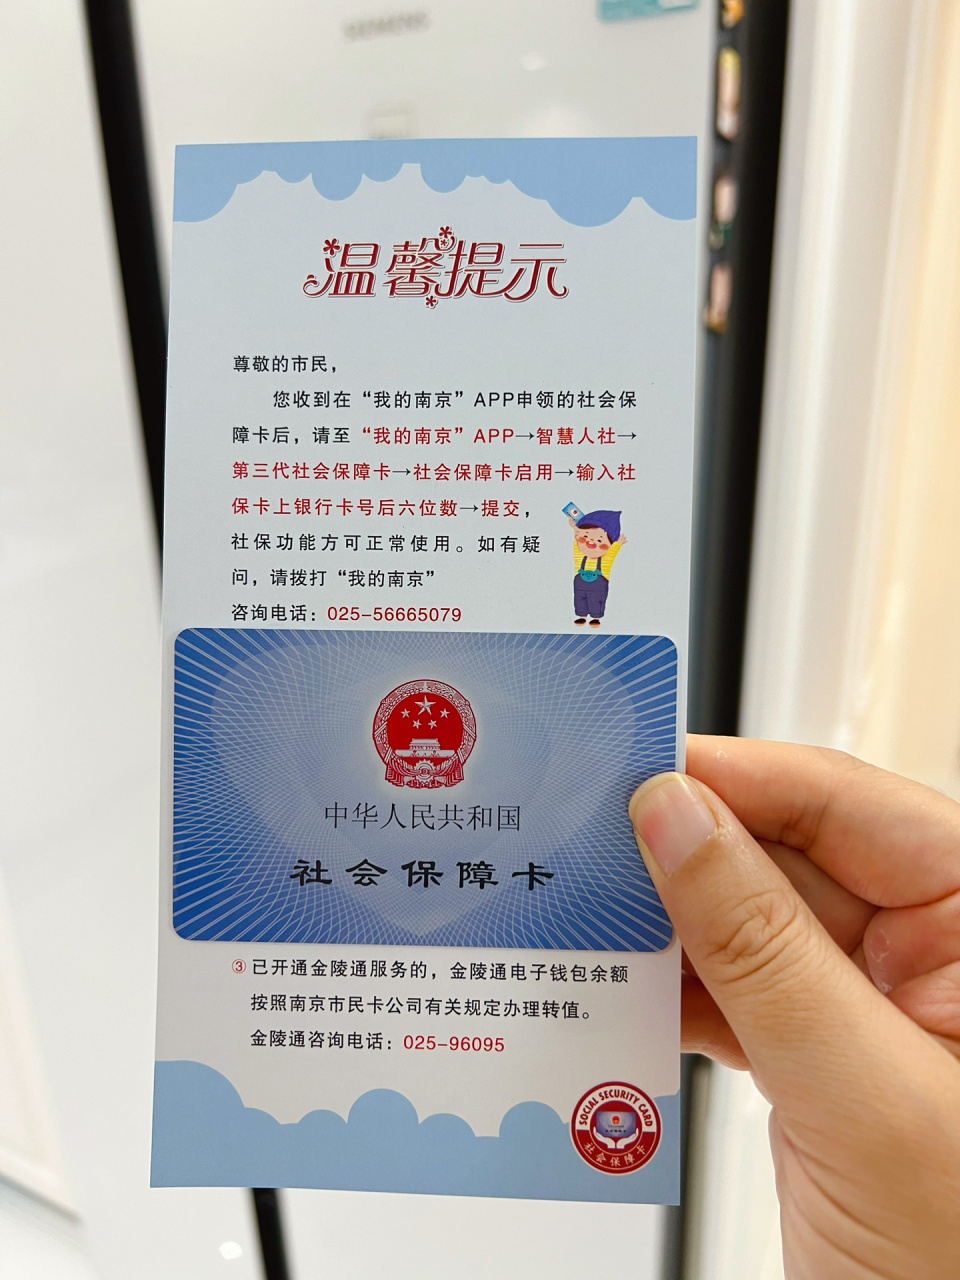 SIEMENS
温馨提示
尊敬的市民，
您收到在“我的南京”APP申领的社会保
障卡后，请至“我的南京”APP→智慧人社→
第三代社会保障卡→社会保障卡启用→输入社
保卡上银行卡号后六位数→提交，
社保功能方可正常使用。如有疑
问，请拨打“我的南京”
咨询电话：025-56665079
中华人民共和国
社会保障卡
③已开通金陵通服务的，金陵通电子钱包余额
按照南京市民卡公司有关规定办理转值。
金陵通咨询电话：025-96095
SOCIAL SECURITY CARD
社会保障卡